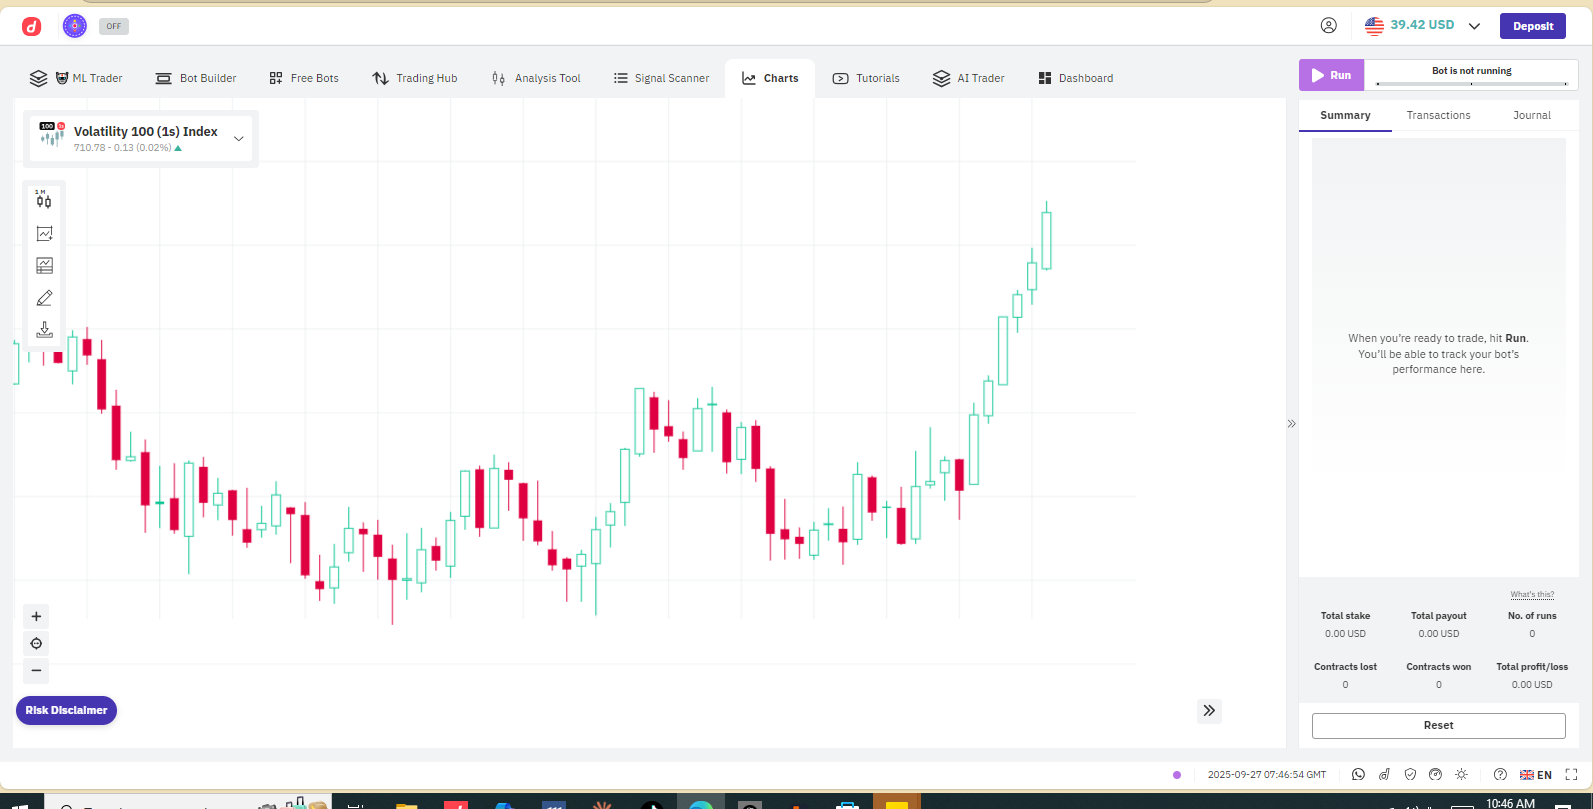 OFF
39.42 USD
Deposit
ML Trader
Bot Builder
Free Bots
Trading Hub
Analysis Tool
Signal Scanner
Charts
Tutorials
AI Trader
Dashboard
Run
Bot is not running
Summary
Transactions
Journal
100 1s
Volatility 100 (1s) Index
710.78 - 0.13 (0.02%)
1 M
When you're ready to trade, hit Run.
You'll be able to track your bot's
performance here.
What's this?
Total stake
Total payout
No. of runs
0.00 USD
0.00 USD
0
Contracts lost
Contracts won
Total profit/loss
0
0
0.00 USD
Reset
Risk Disclaimer
2025-09-27 07:46:54 GMT
EN
10:46 AM